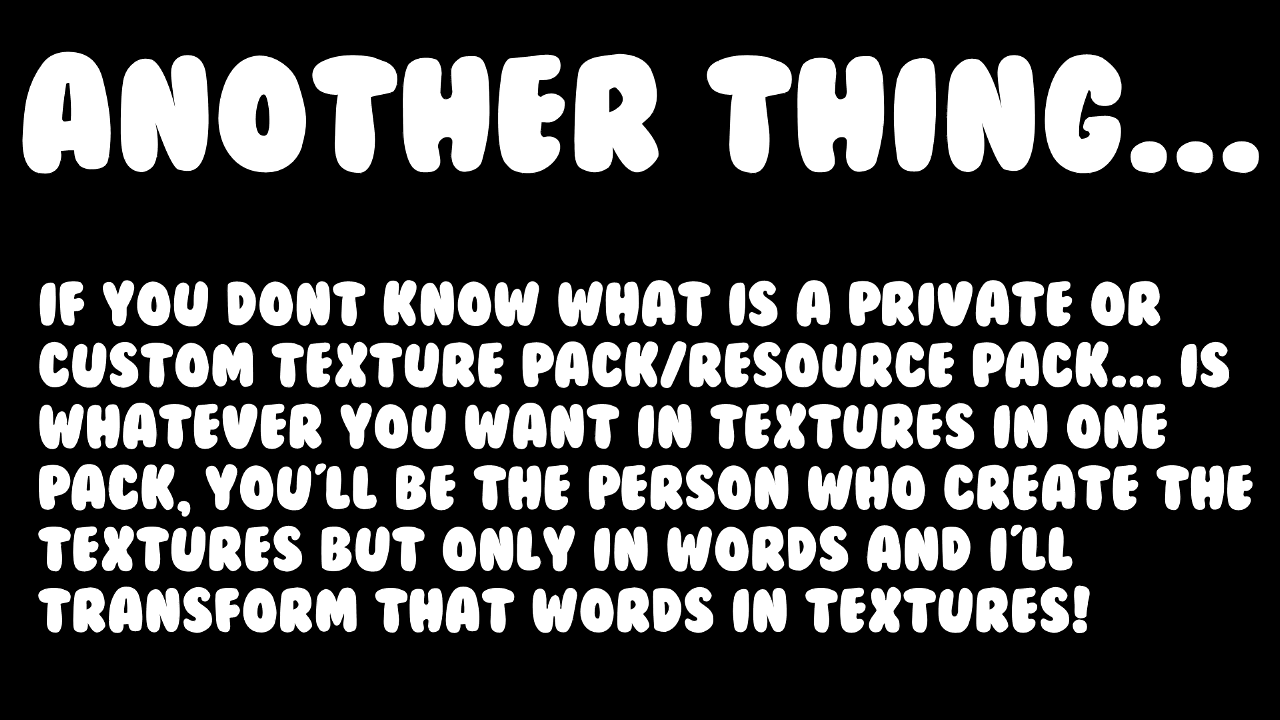 ANOTHER THING...
IF YOU DONT KNOW WHAT IS A PRIVATE OR
CUSTOM TEXTURE PACK/RESOURCE PACK... IS
WHATEVER YOU WANT IN TEXTURES IN ONE
PACK, YOU'LL BE THE PERSON WHO CREATE THE
TEXTURES BUT ONLY IN WORDS AND I'LL
TRANSFORM THAT WORDS IN TEXTURES!